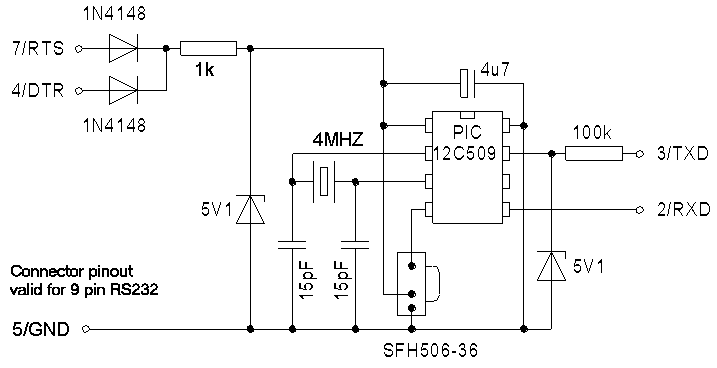 1N4148
7/RTS
1k
4/DTR
1N4148
4u7
PIC
12C509
4MHZ
100k
3/TXD
5V1
2/RXD
15pF
15pF
5V1
Connector pinout
valid for 9 pin RS232
5/GND
SFH506-36